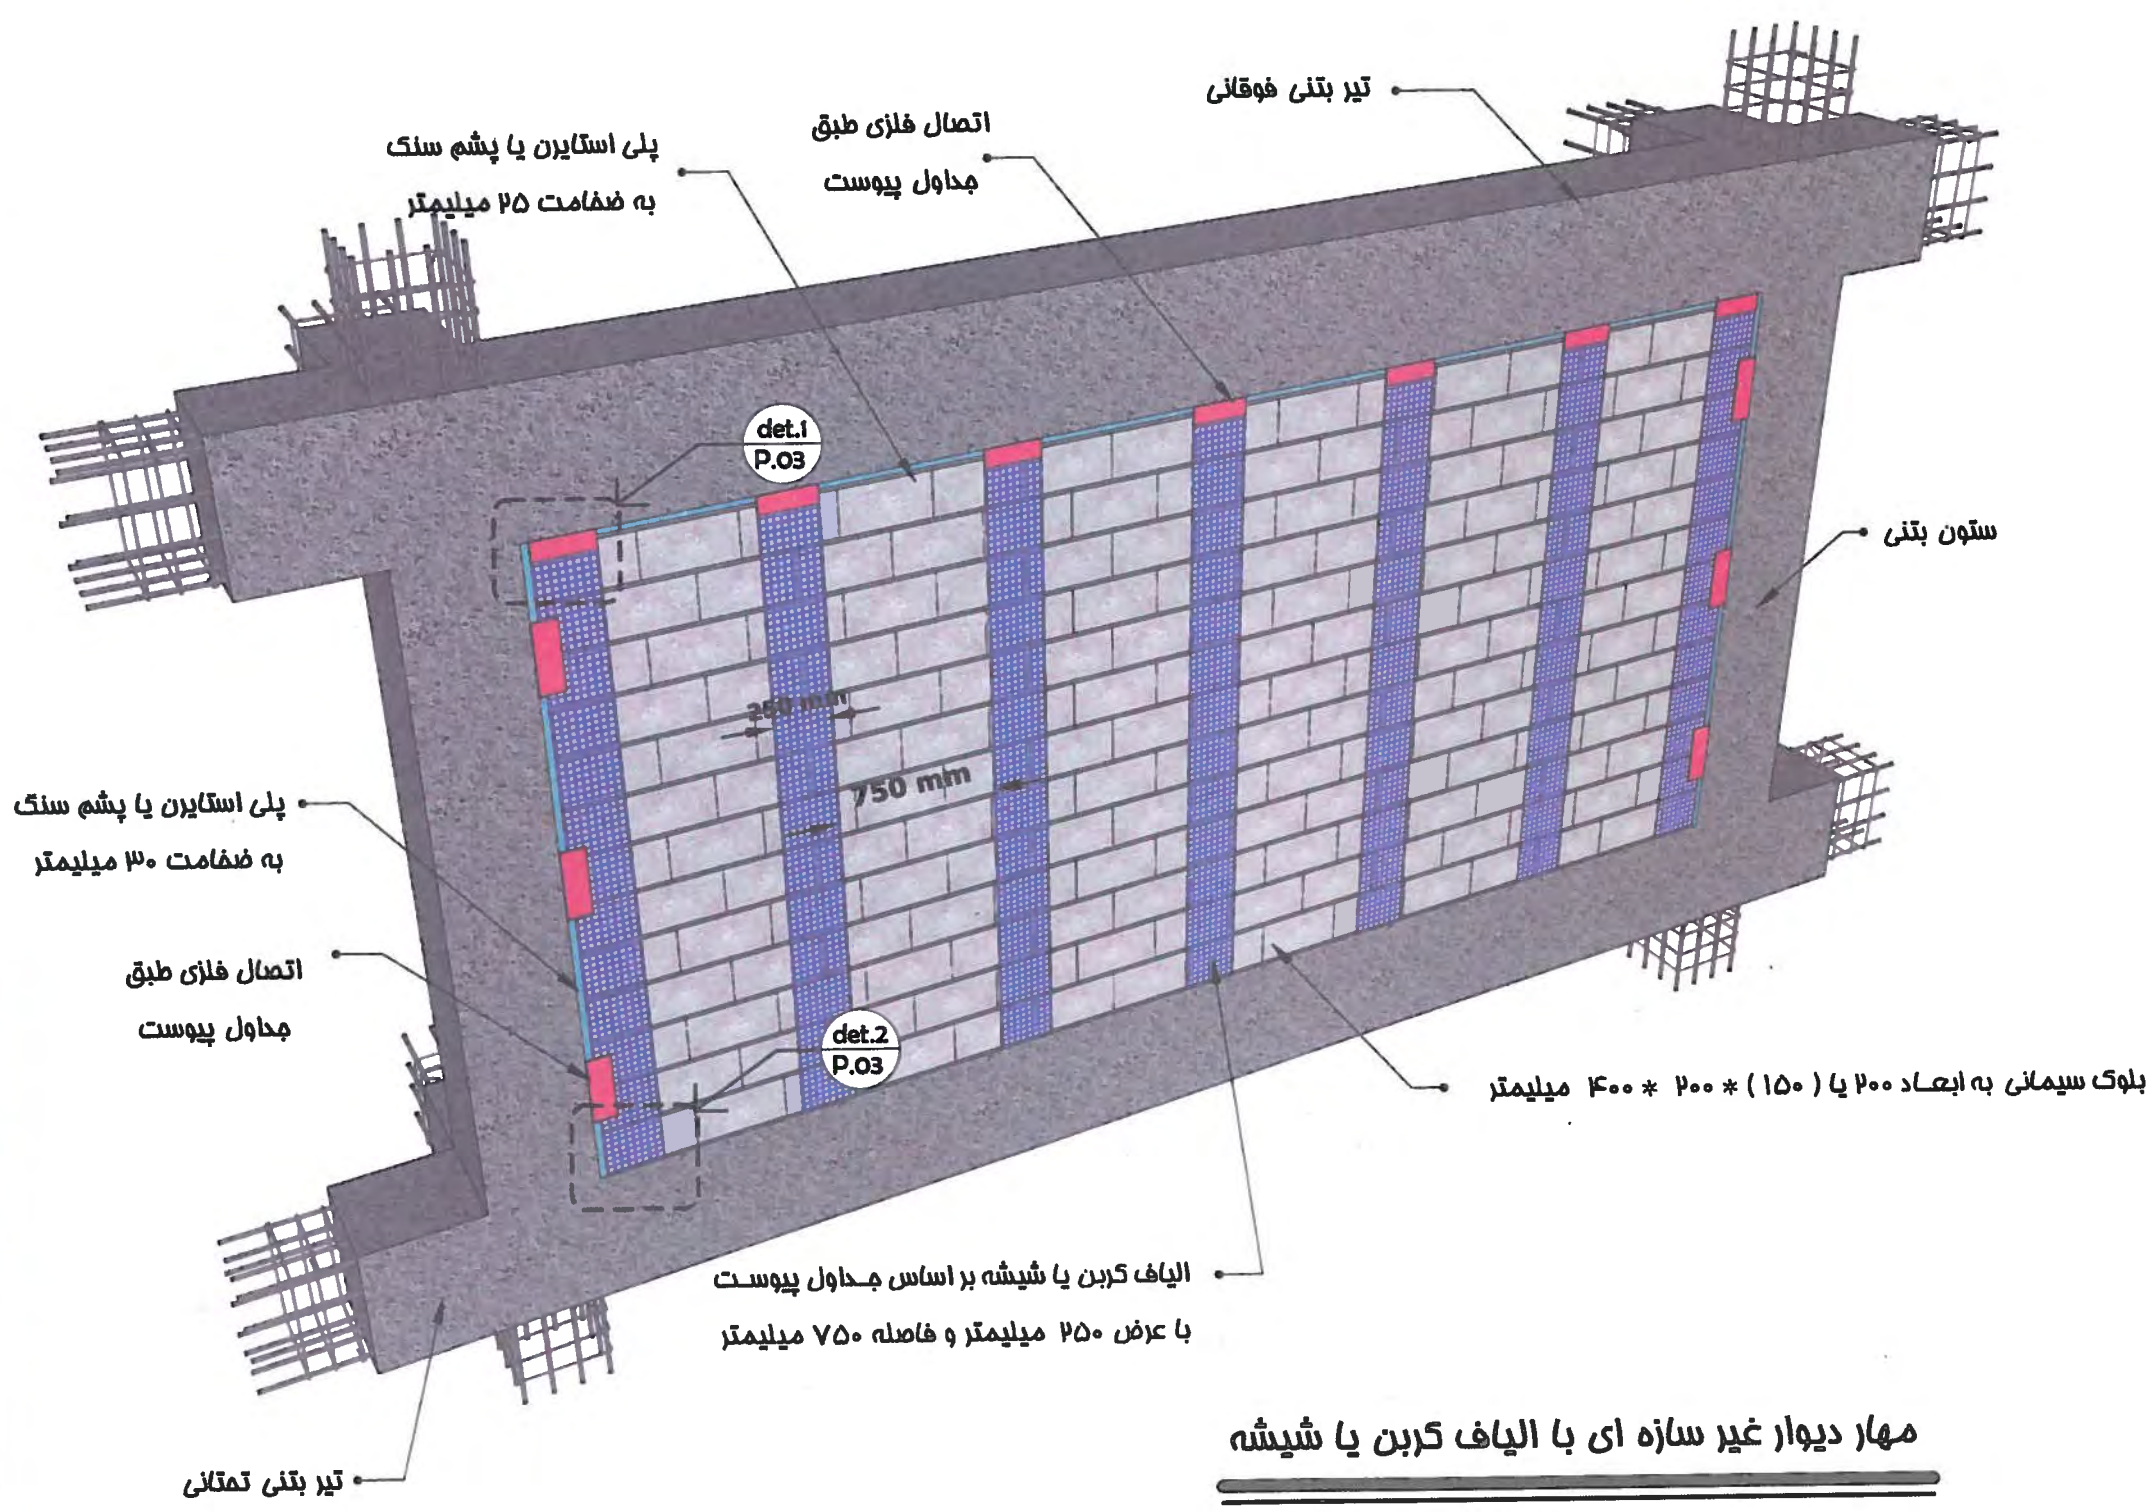 تیر بتنی فوقانی
اتصال فلزی طبق
جداول پیوست
پلی استایرن یا پشم سنگ
به ضخامت ۲۵ میلیمتر
det.1
P.03
ستون بتنی
250 mm
750 mm
پلی استایرن یا پشم سنگ
به ضخامت ۳۰ میلیمتر
اتصال فلزی طبق
جداول پیوست
det.2
P.03
بلوک سیمانی به ابعـاد ۲۰۰ یا ( ۱۵۰ ) * ۲۰۰ * ۴۰۰ میلیمتر
الیاف کربن یا شیشه بر اساس جـداول پیوسـت
با عرض ۲۵۰ میلیمتر و فاصله ۷۵۰ میلیمتر
مهار دیوار غیر سازه ای با الیاف کربن یا شیشه
تیر بتنی تحتانی